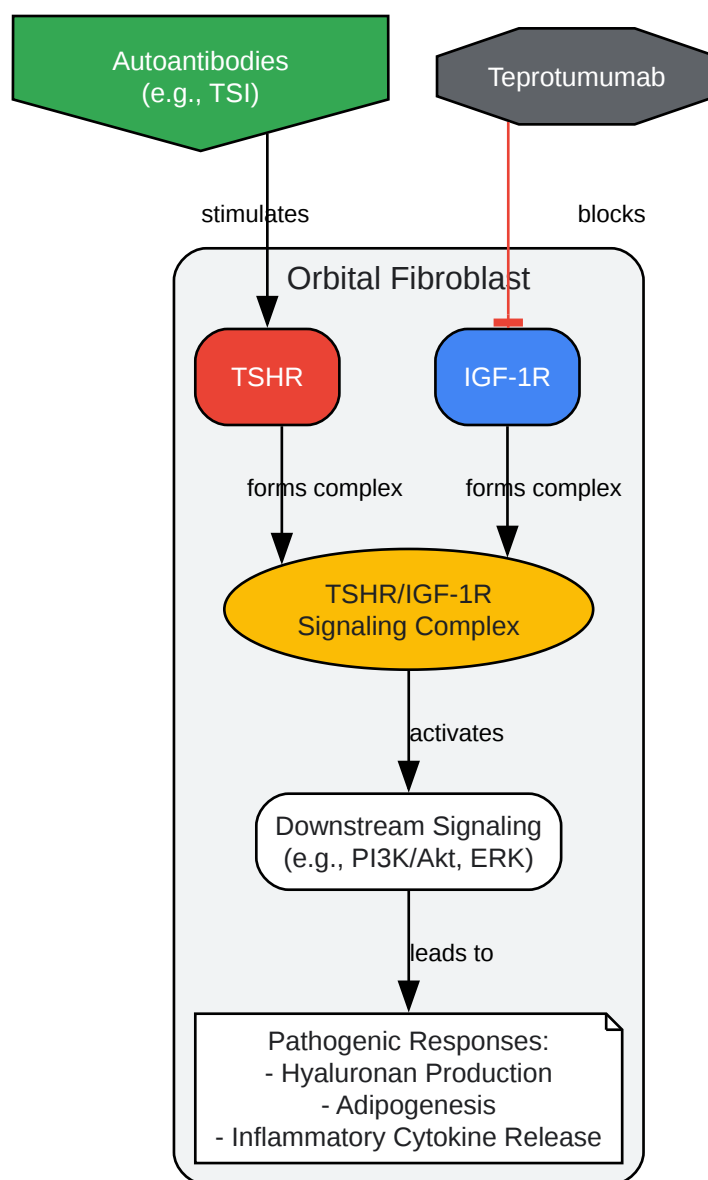 Autoantibodies
(e.g., TSI)
Teprotumumab
stimulates
blocks
Orbital Fibroblast
TSHR
IGF-1R
forms complex
forms complex
TSHR/IGF-1R
Signaling Complex
activates
Downstream Signaling
(e.g., PI3K/Akt, ERK)
leads to
Pathogenic Responses:
- Hyaluronan Production
- Adipogenesis
- Inflammatory Cytokine Release